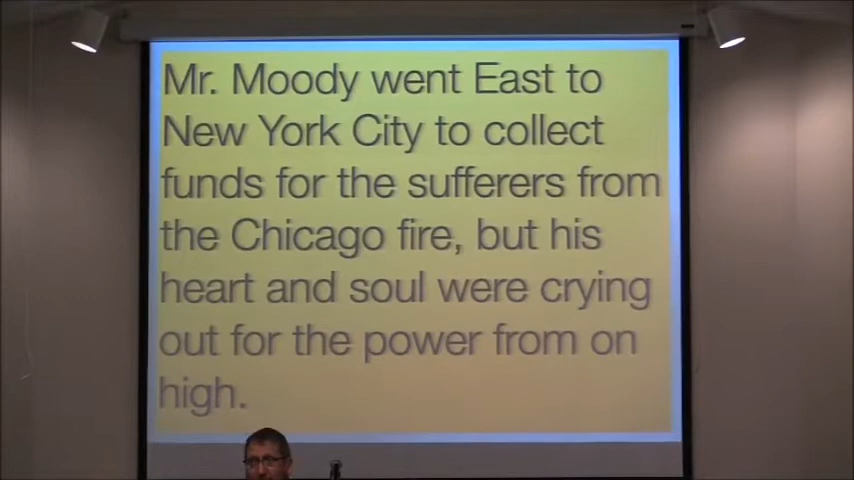 Mr. Moody went East to
New York City to collect
funds for the sufferers from
the Chicago fire, but his
heart and soul were crying
out for the power from on
high.